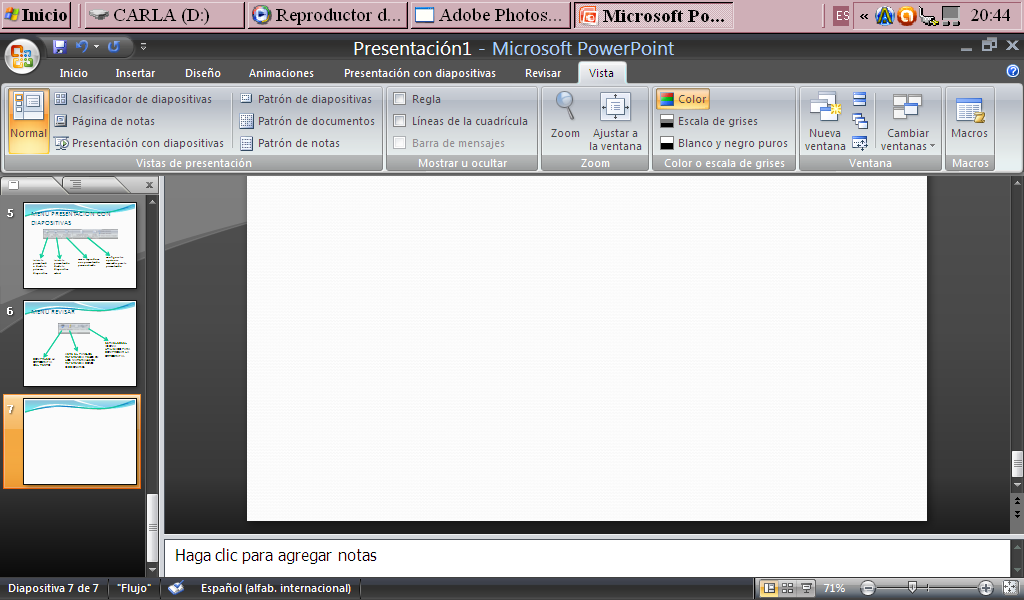 Inicio CARLA (D:) Reproductor d... Adobe Photos... Microsoft Po... ES « 20:44
Presentación1 - Microsoft PowerPoint
Inicio Insertar Diseño Animaciones Presentación con diapositivas Revisar Vista
Normal
Clasificador de diapositivas
Página de notas
Presentación con diapositivas
Patrón de diapositivas
Patrón de documentos
Patrón de notas
Vistas de presentación
Regla
Líneas de la cuadrícula
Barra de mensajes
Mostrar u ocultar
Zoom
Ajustar a
la ventana
Zoom
Color
Escala de grises
Blanco y negro puros
Color o escala de grises
Nueva
ventana
Cambiar
ventanas
Ventana
Macros
Macros
5
MENU PRESENTACION CON
DIAPOSITIVAS
6
MENU REVISAR
7
Haga clic para agregar notas
Diapositiva 7 de 7 "Flujo" Español (alfab. internacional) 71%